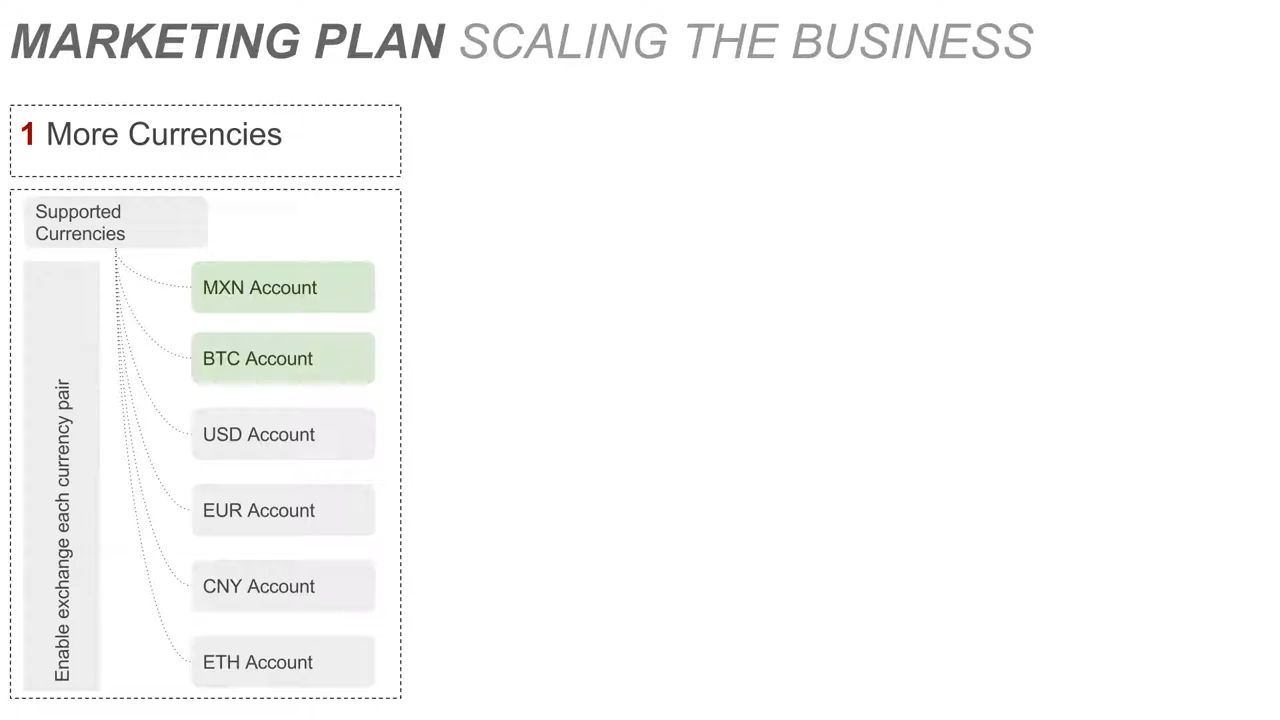 MARKETING PLAN SCALING THE BUSINESS
1 More Currencies
Supported
Currencies
Enable exchange each currency pair
MXN Account
BTC Account
USD Account
EUR Account
CNY Account
ETH Account